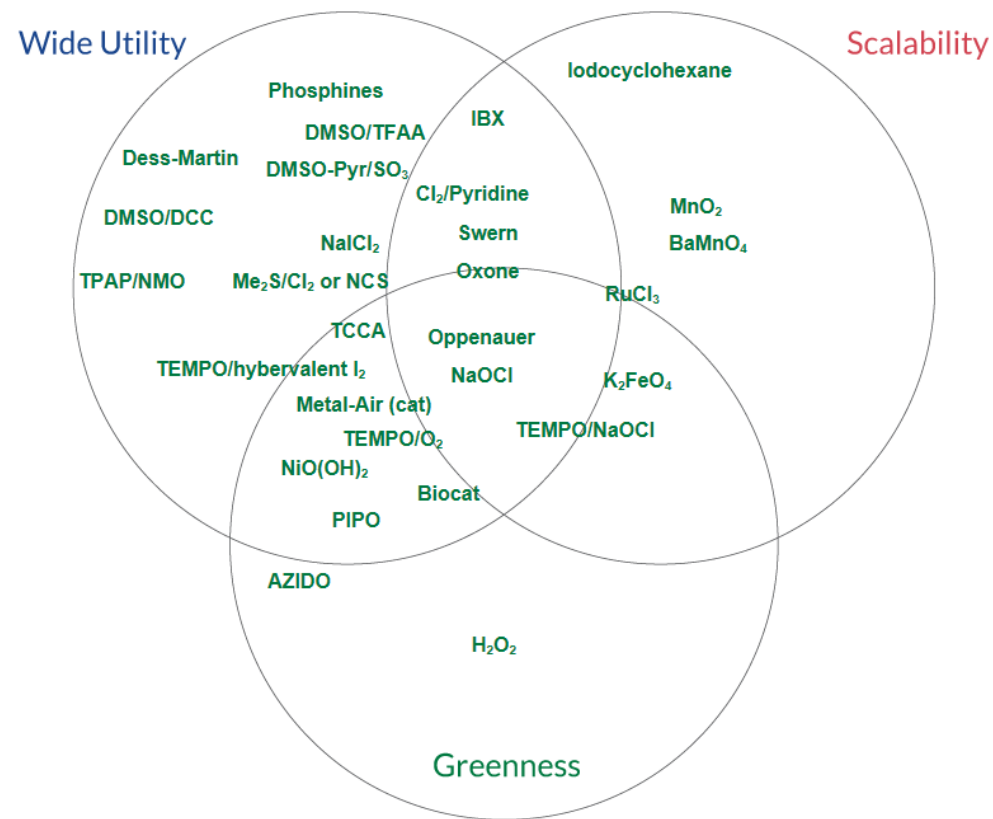 Wide Utility
Scalability
Iodocyclohexane
Phosphines
IBX
DMSO/TFAA
Dess-Martin
DMSO-Pyr/SO₃
Cl₂/Pyridine
MnO₂
DMSO/DCC
Swern
NaICl₂
BaMnO₄
Oxone
TPAP/NMO
Me₂S/Cl₂ or NCS
RuCl₃
TCCA
Oppenauer
TEMPO/hybervalent I₂
NaOCl
K₂FeO₄
Metal-Air (cat)
TEMPO/O₂
TEMPO/NaOCl
NiO(OH)₂
Biocat
PIPO
AZIDO
H₂O₂
Greenness